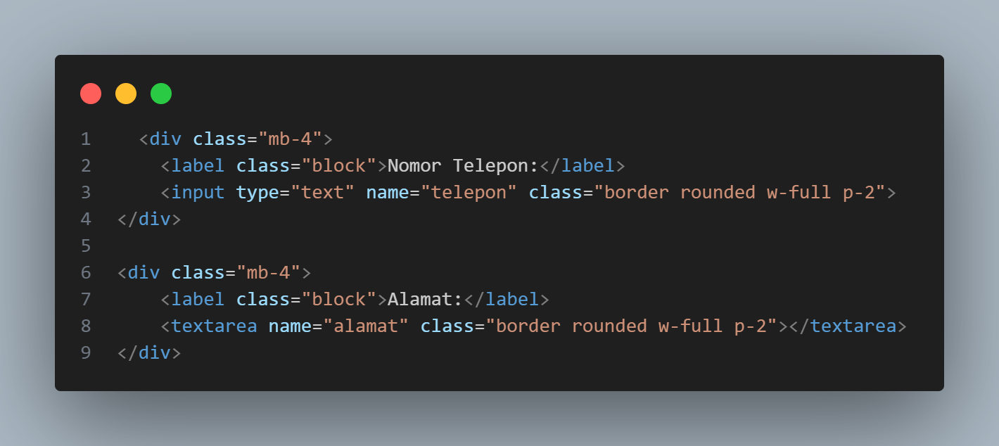 1   <div class="mb-4">
2     <label class="block">Nomor Telepon:</label>
3     <input type="text" name="telepon" class="border rounded w-full p-2">
4 </div>
5
6 <div class="mb-4">
7     <label class="block">Alamat:</label>
8     <textarea name="alamat" class="border rounded w-full p-2"></textarea>
9 </div>